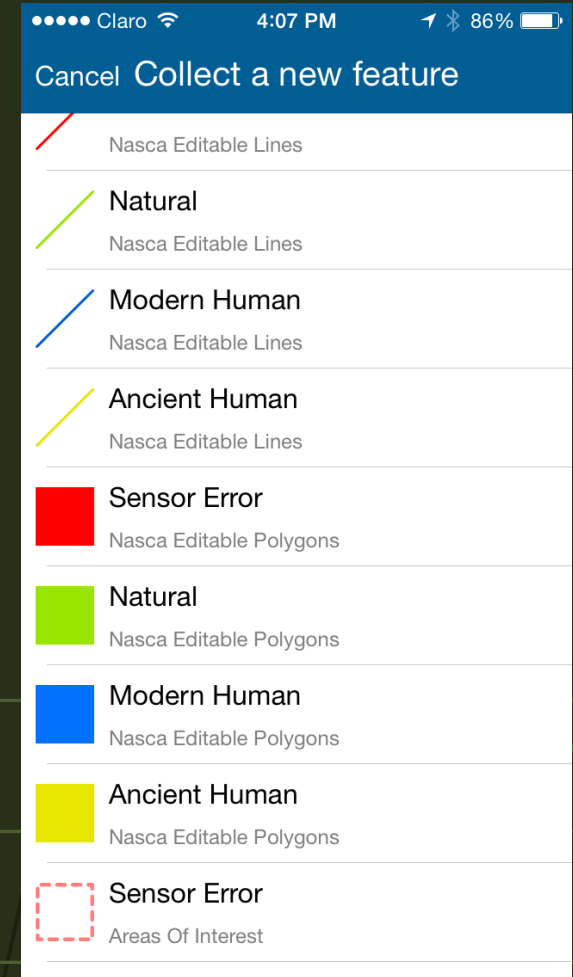 Claro 4:07 PM 86%
Cancel Collect a new feature
Nasca Editable Lines
Natural
Nasca Editable Lines
Modern Human
Nasca Editable Lines
Ancient Human
Nasca Editable Lines
Sensor Error
Nasca Editable Polygons
Natural
Nasca Editable Polygons
Modern Human
Nasca Editable Polygons
Ancient Human
Nasca Editable Polygons
Sensor Error
Areas Of Interest